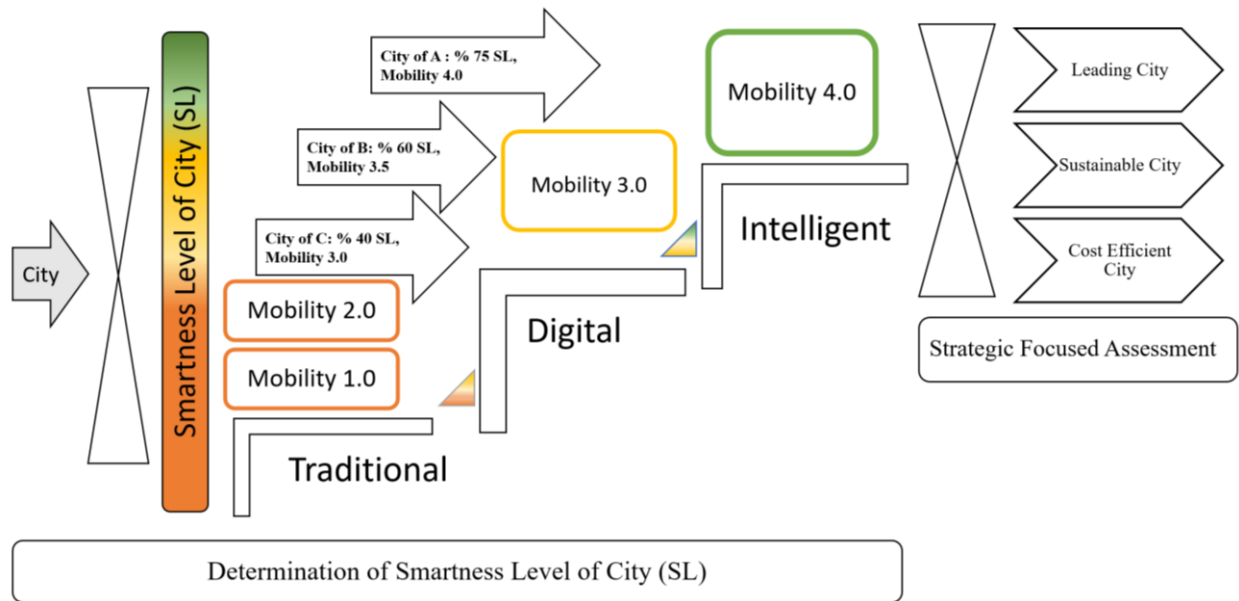 City
Smartness Level of City (SL)
City of A : % 75 SL,
Mobility 4.0
City of B: % 60 SL,
Mobility 3.5
City of C: % 40 SL,
Mobility 3.0
Mobility 2.0
Mobility 1.0
Traditional
Mobility 3.0
Digital
Mobility 4.0
Intelligent
Leading City
Sustainable City
Cost Efficient
City
Strategic Focused Assessment
Determination of Smartness Level of City (SL)